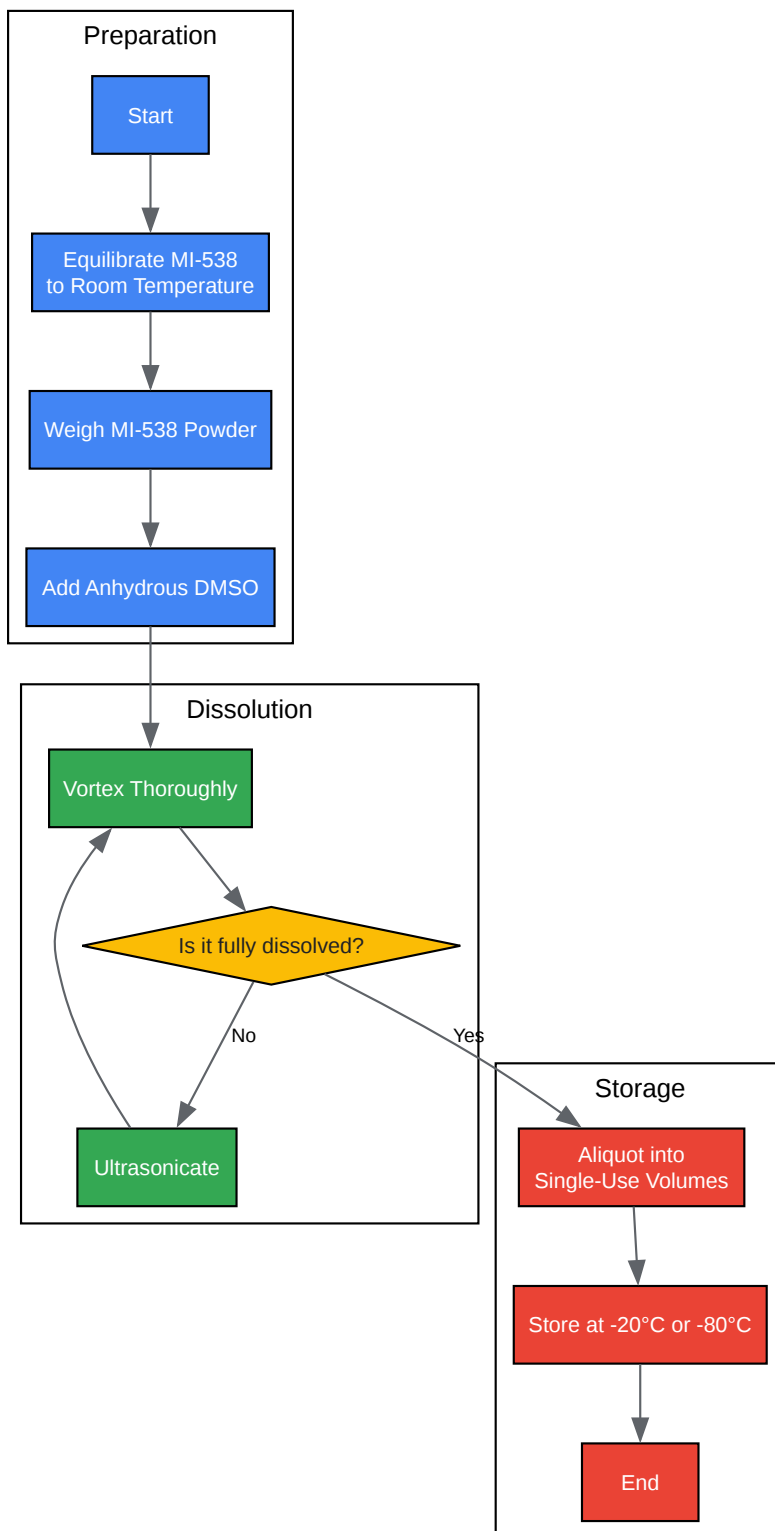 Preparation
Start
Equilibrate MI-538
to Room Temperature
Weigh MI-538 Powder
Add Anhydrous DMSO
Dissolution
Vortex Thoroughly
Is it fully dissolved?
No
Yes
Ultrasonicate
Storage
Aliquot into
Single-Use Volumes
Store at -20°C or -80°C
End